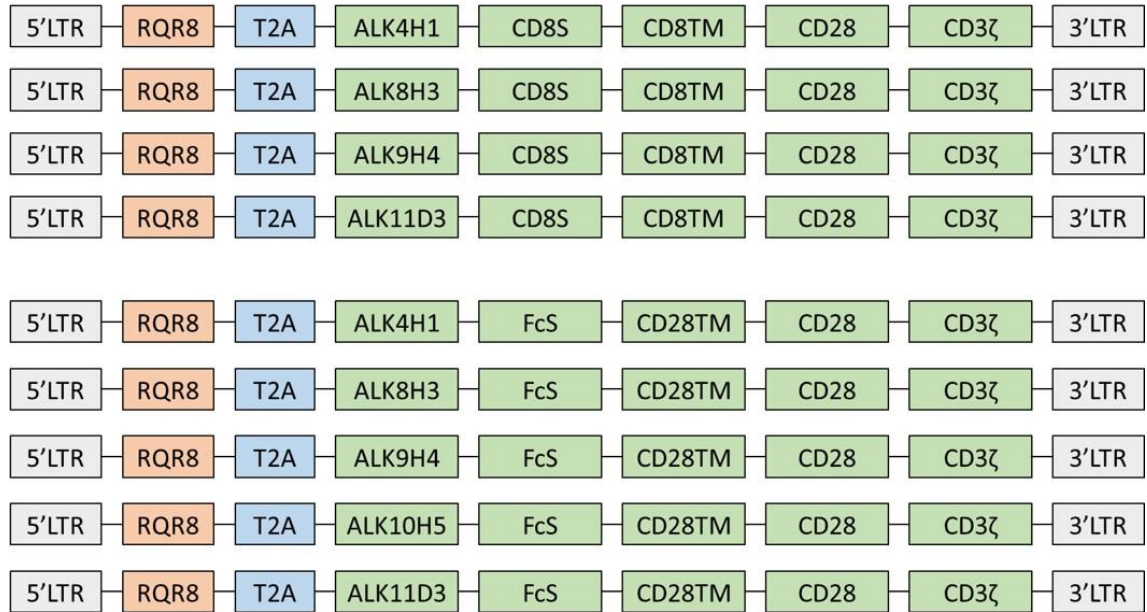 5’LTR RQR8 T2A ALK4H1 CD8S CD8TM CD28 CD3ζ 3’LTR
5’LTR RQR8 T2A ALK8H3 CD8S CD8TM CD28 CD3ζ 3’LTR
5’LTR RQR8 T2A ALK9H4 CD8S CD8TM CD28 CD3ζ 3’LTR
5’LTR RQR8 T2A ALK11D3 CD8S CD8TM CD28 CD3ζ 3’LTR
5’LTR RQR8 T2A ALK4H1 FcS CD28TM CD28 CD3ζ 3’LTR
5’LTR RQR8 T2A ALK8H3 FcS CD28TM CD28 CD3ζ 3’LTR
5’LTR RQR8 T2A ALK9H4 FcS CD28TM CD28 CD3ζ 3’LTR
5’LTR RQR8 T2A ALK10H5 FcS CD28TM CD28 CD3ζ 3’LTR
5’LTR RQR8 T2A ALK11D3 FcS CD28TM CD28 CD3ζ 3’LTR